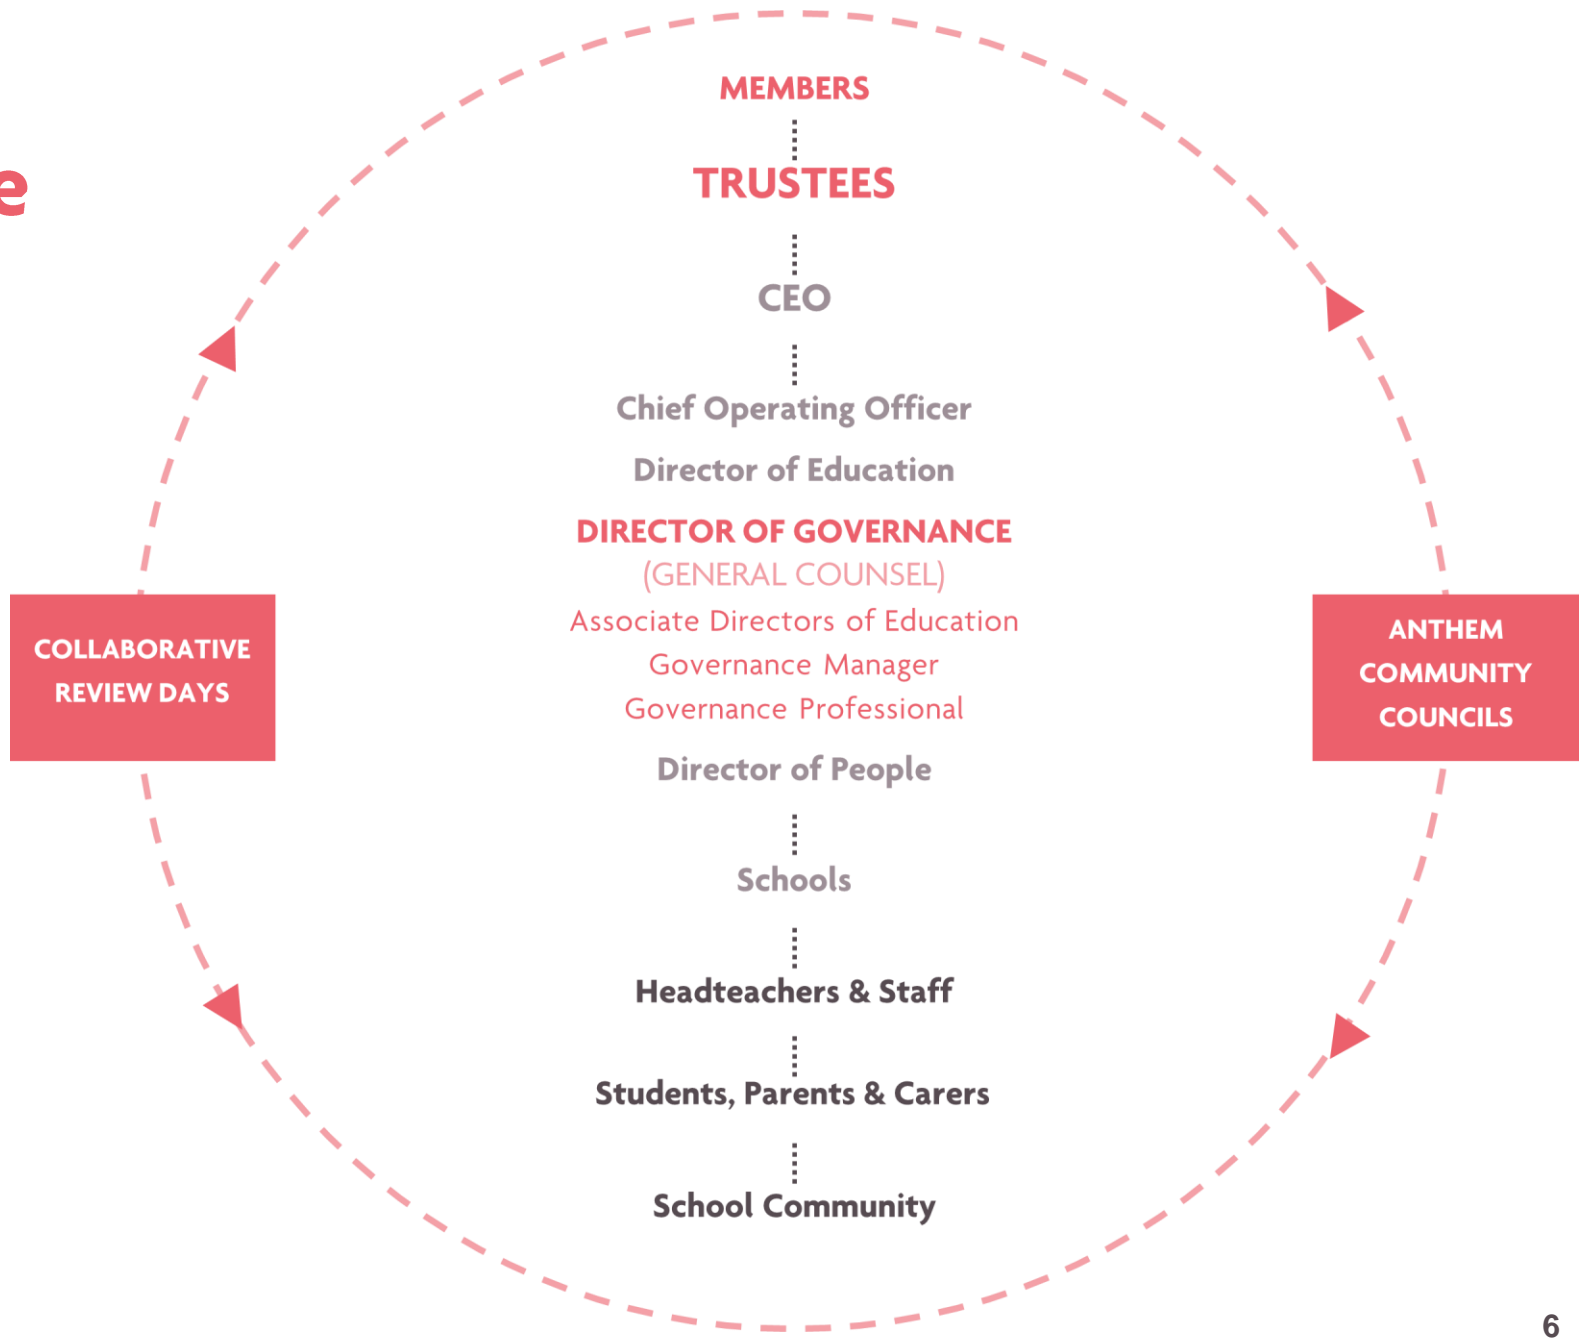 e
MEMBERS
TRUSTEES
CEO
Chief Operating Officer
Director of Education
DIRECTOR OF GOVERNANCE
(GENERAL COUNSEL)
Associate Directors of Education
Governance Manager
Governance Professional
Director of People
Schools
Headteachers & Staff
Students, Parents & Carers
School Community
COLLABORATIVE
REVIEW DAYS
ANTHEM
COMMUNITY
COUNCILS
6